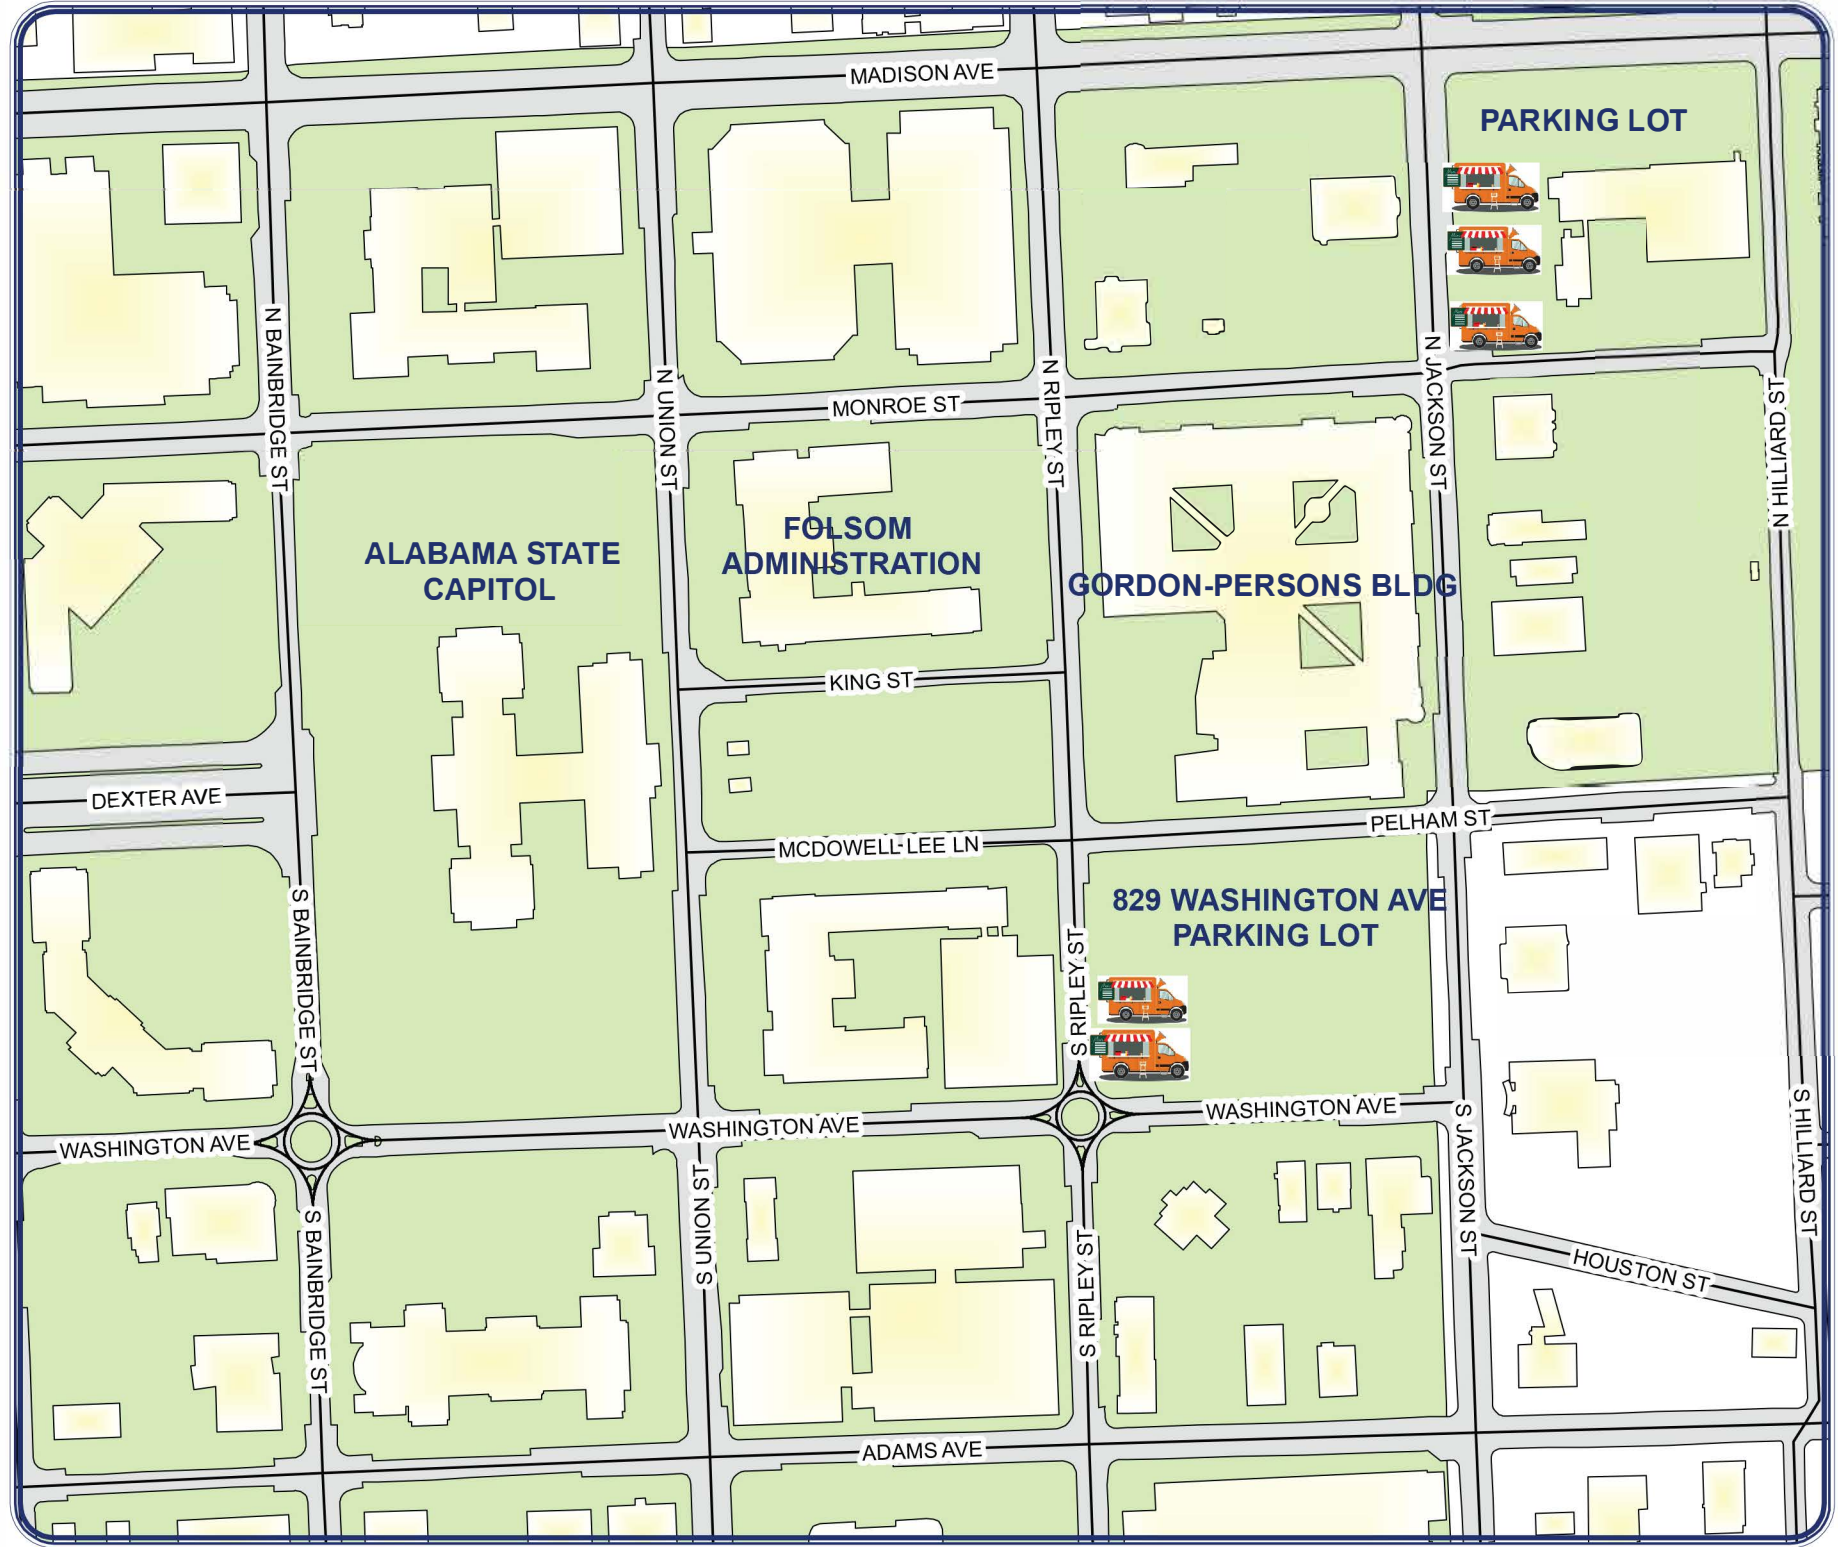 MADISON AVE
PARKING LOT
N BAINBRIDGE ST
N UNION ST
N RIPLEY ST
N JACKSON ST
N HILLIARD ST
MONROE ST
ALABAMA STATE
CAPITOL
FOLSOM
ADMINISTRATION
GORDON-PERSONS BLDG
KING ST
DEXTER AVE
PELHAM ST
MCDOWELL-LEE LN
829 WASHINGTON AVE
PARKING LOT
S BAINBRIDGE ST
S RIPLEY ST
WASHINGTON AVE
WASHINGTON AVE
WASHINGTON AVE
S JACKSON ST
S HILLIARD ST
S UNION ST
S BAINBRIDGE ST
S RIPLEY ST
HOUSTON ST
ADAMS AVE